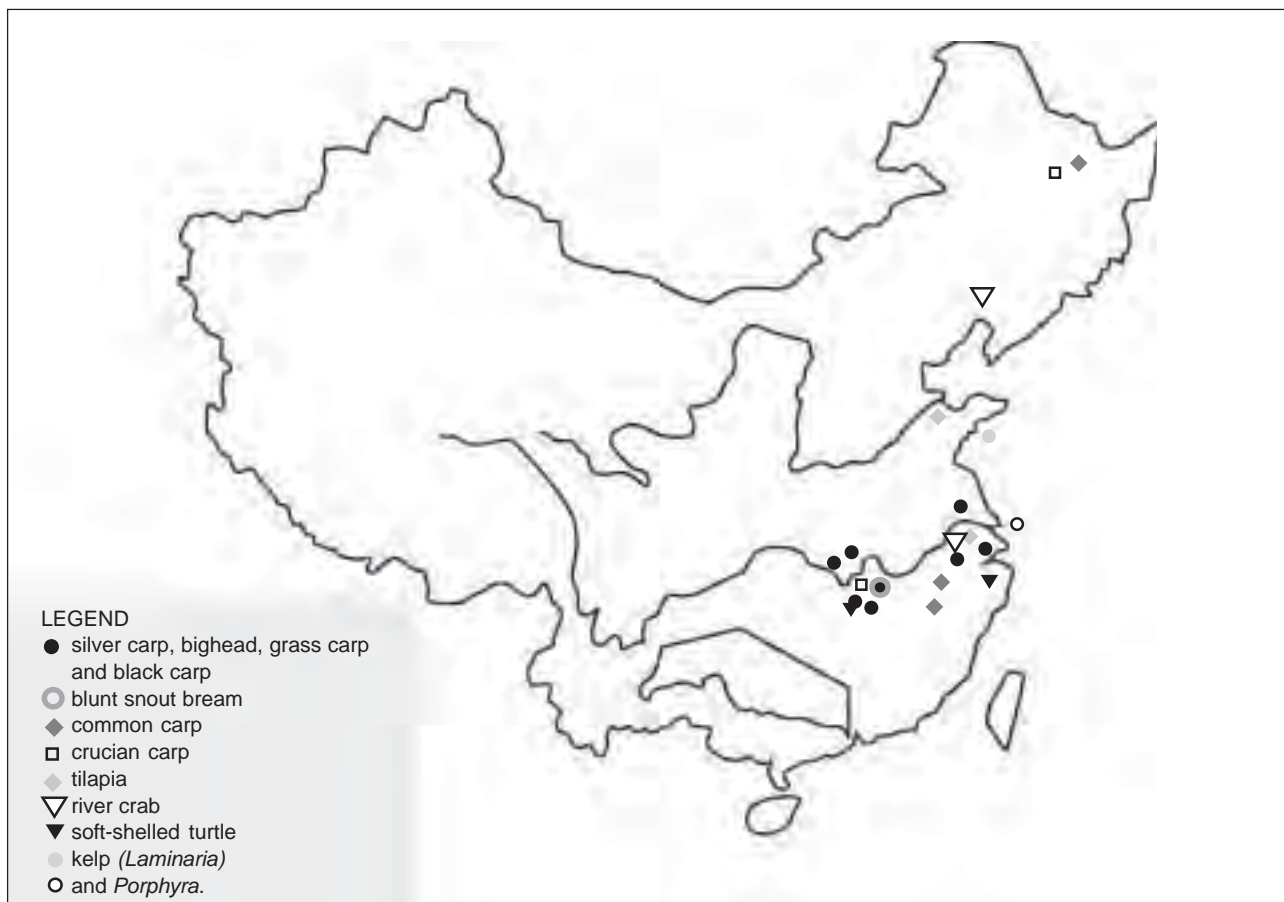 LEGEND
silver carp, bighead, grass carp
and black carp
blunt snout bream
common carp
crucian carp
tilapia
river crab
soft-shelled turtle
kelp (Laminaria)
and Porphyra.